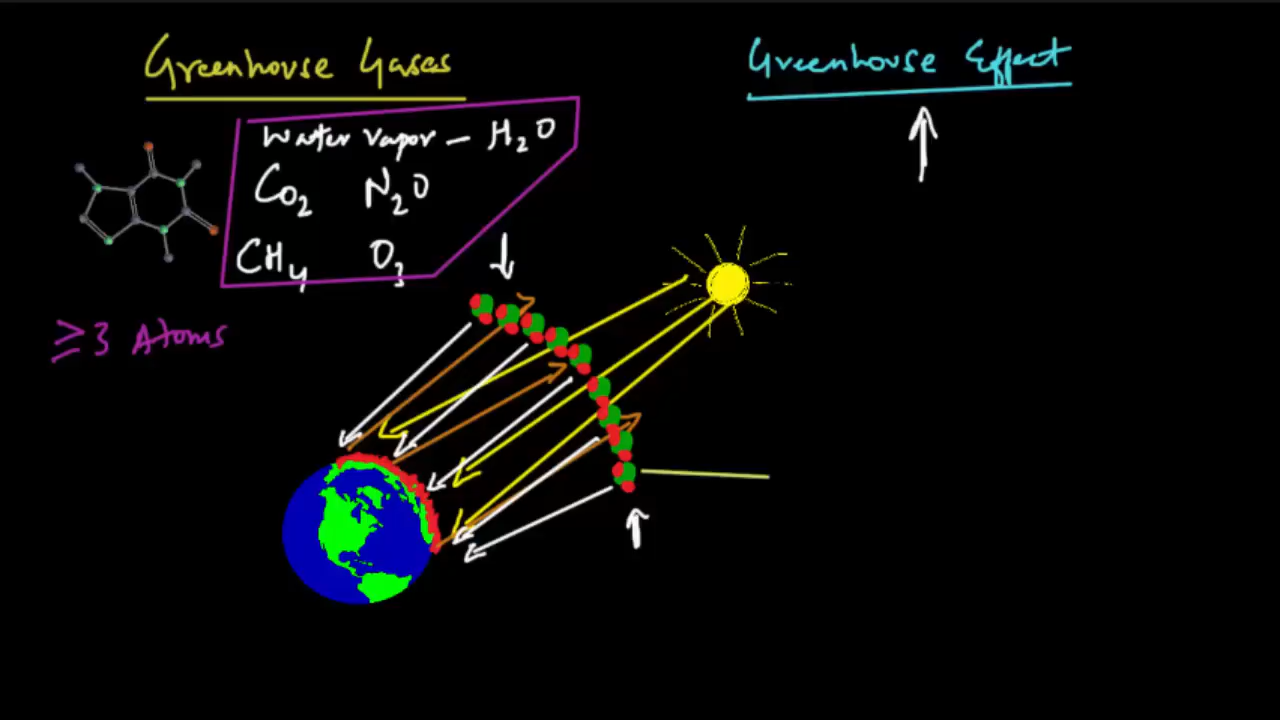 Greenhouse Gases
Greenhouse Effect
Water vapor – H₂O
CO₂ N₂O
CH₄ O₃
≥3 Atoms